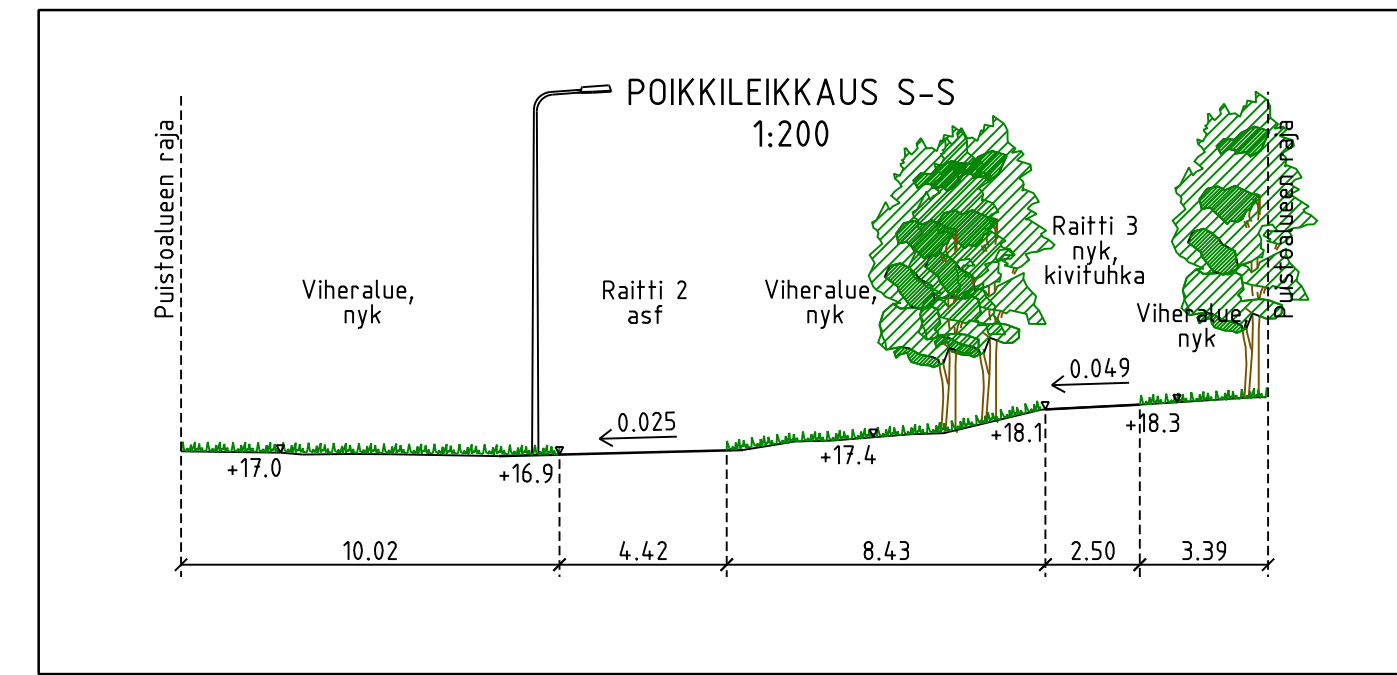 POIKKILEIKKAUS S-S
1:200
Puistoalueen raja
Viheralue,
nyk
Raitti 2
asf
Viheralue,
nyk
Raitti 3
nyk,
kivituhka
Viheralue,
nyk
Puistoalueen raja
0.025
0.049
+17.0
+16.9
+17.4
+18.1
+18.3
10.02
4.42
8.43
2.50
3.39